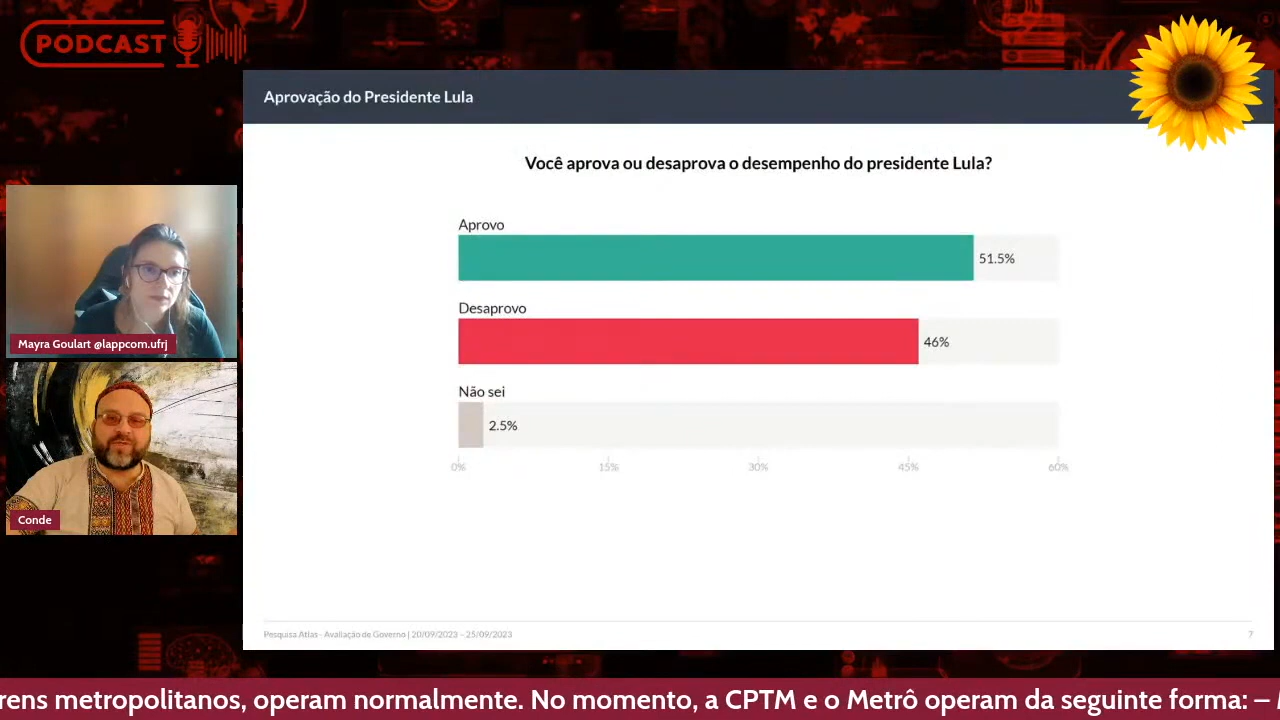 PODCAST
Aprovação do Presidente Lula
Você aprova ou desaprova o desempenho do presidente Lula?
Aprovo
51.5%
Desaprovo
46%
Não sei
2.5%
0% 15% 30% 45% 60%
Mayra Goulart @lappcom.ufrj
Conde
Pesquisa Atlas - Avaliação de Governo | 20/09/2023 – 25/09/2023
7
rens metropolitanos, operam normalmente. No momento, a CPTM e o Metrô operam da seguinte forma: –